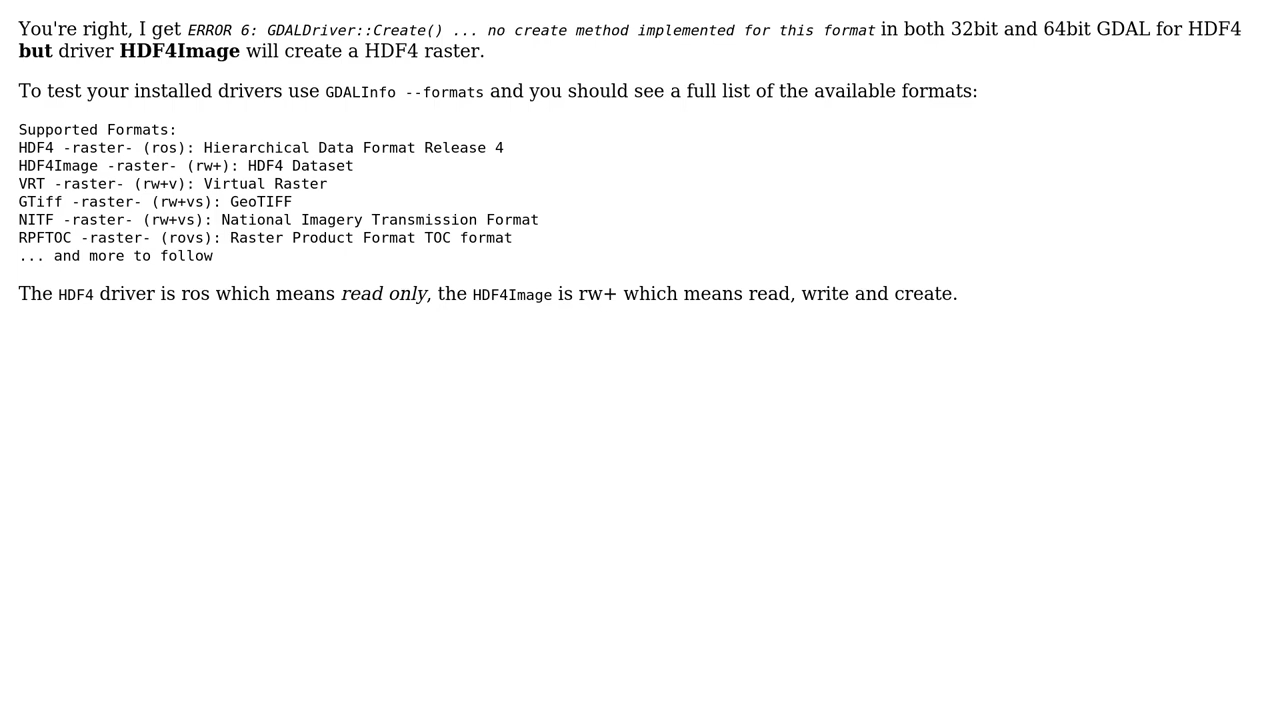 You're right, I get ERROR 6: GDALDriver::Create() ... no create method implemented for this format in both 32bit and 64bit GDAL for HDF4
but driver HDF4Image will create a HDF4 raster.
To test your installed drivers use GDALInfo --formats and you should see a full list of the available formats:
Supported Formats:
HDF4 -raster- (ros): Hierarchical Data Format Release 4
HDF4Image -raster- (rw+): HDF4 Dataset
VRT -raster- (rw+v): Virtual Raster
GTiff -raster- (rw+vs): GeoTIFF
NITF -raster- (rw+vs): National Imagery Transmission Format
RPFTOC -raster- (rovs): Raster Product Format TOC format
... and more to follow
The HDF4 driver is ros which means read only, the HDF4Image is rw+ which means read, write and create.